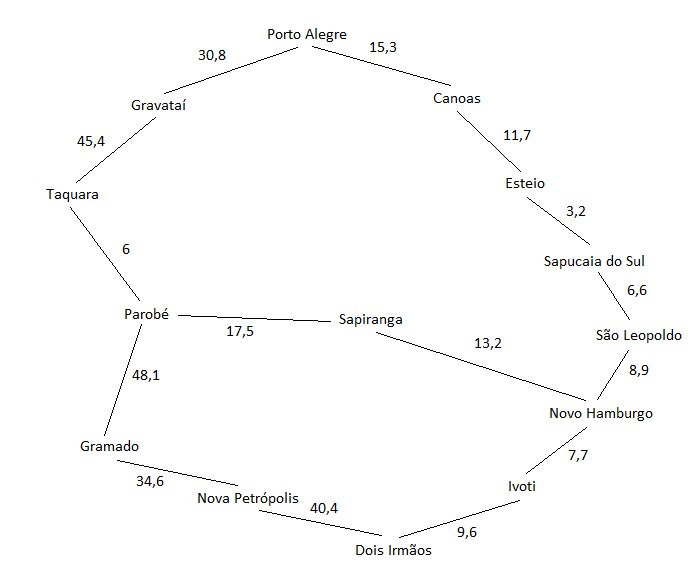 Porto Alegre
30,8
15,3
Gravataí
Canoas
45,4
11,7
Taquara
Esteio
3,2
6
Sapucaia do Sul
6,6
Parobé
17,5
Sapiranga
13,2
São Leopoldo
48,1
8,9
Novo Hamburgo
Gramado
7,7
34,6
Nova Petrópolis
Ivoti
40,4
9,6
Dois Irmãos